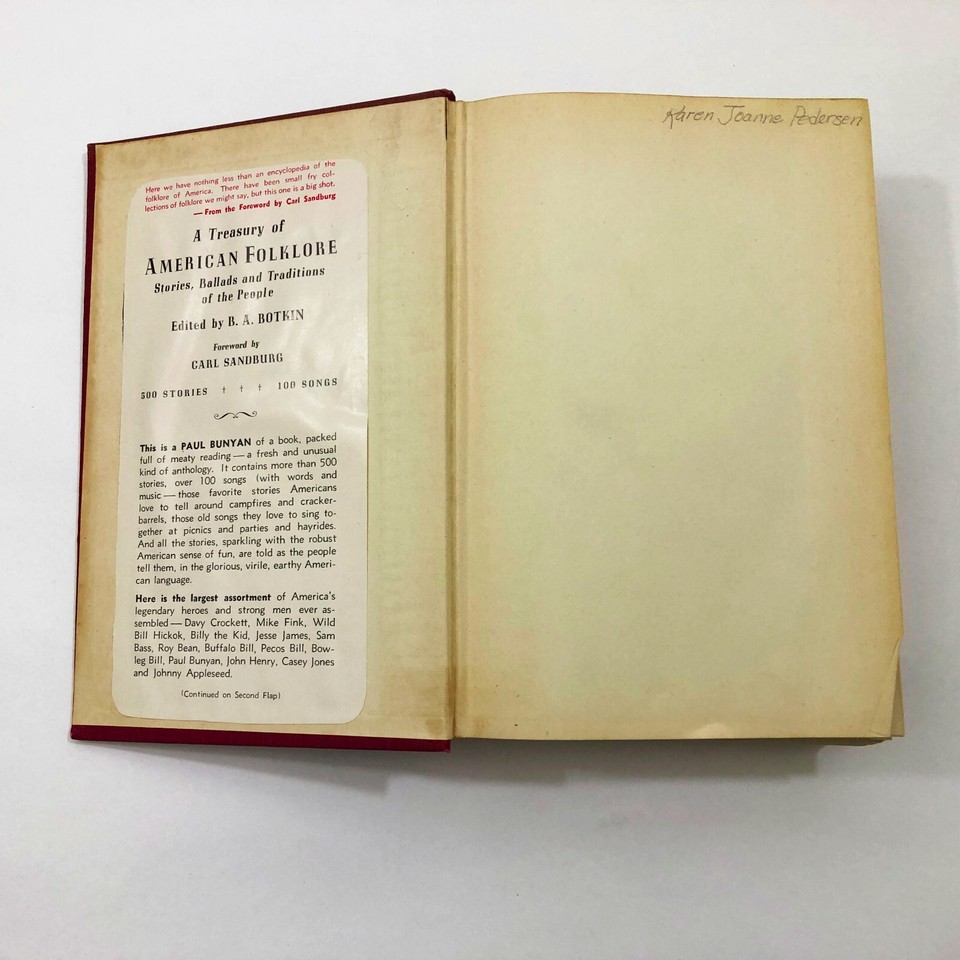 Here we have nothing less than an encyclopedia of the
folklore of America. There have been small fry col-
lections of folklore we might say, but this one is a big shot.
— From the Foreword by Carl Sandburg
A Treasury of
AMERICAN FOLKLORE
Stories, Ballads and Traditions
of the People
Edited by B. A. BOTKIN
Foreword by
CARL SANDBURG
500 STORIES † † † 100 SONGS
This is a PAUL BUNYAN of a book, packed
full of meaty reading — a fresh and unusual
kind of anthology. It contains more than 500
stories, over 100 songs (with words and
music — those favorite stories Americans
love to tell around campfires and cracker-
barrels, those old songs they love to sing to-
gether at picnics and parties and hayrides.
And all the stories, sparkling with the robust
American sense of fun, are told as the people
tell them, in the glorious, virile, earthy Ameri-
can language.
Here is the largest assortment of America's
legendary heroes and strong men ever as-
sembled — Davy Crockett, Mike Fink, Wild
Bill Hickok, Billy the Kid, Jesse James, Sam
Bass, Roy Bean, Buffalo Bill, Pecos Bill, Bow-
leg Bill, Paul Bunyan, John Henry, Casey Jones
and Johnny Appleseed.
(Continued on Second Flap)
Karen Joanne Pedersen